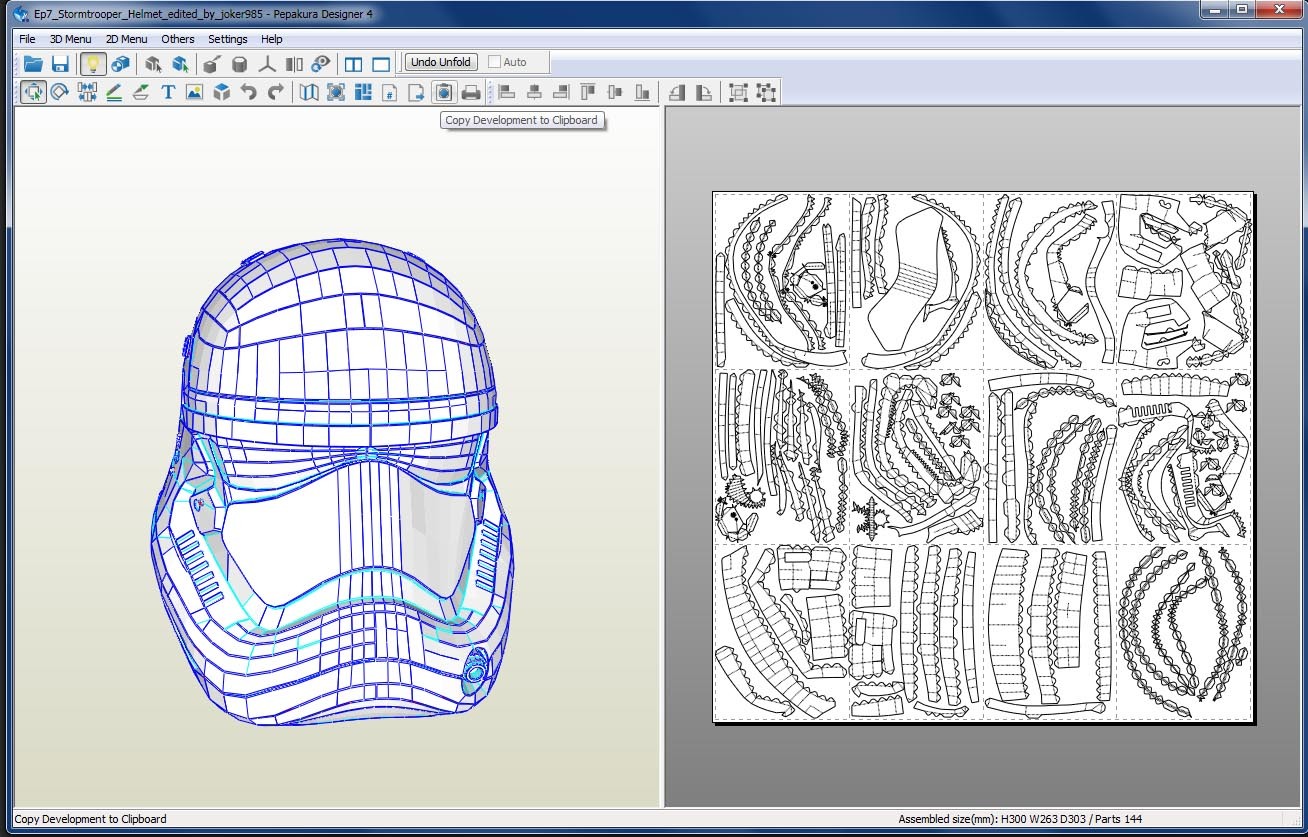 Ep7_Stormtrooper_Helmet_edited_by_joker985 - Pepakura Designer 4
File 3D Menu 2D Menu Others Settings Help
Undo Unfold Auto
T #
Copy Development to Clipboard
Copy Development to Clipboard Assembled size(mm): H300 W263 D303 / Parts 144